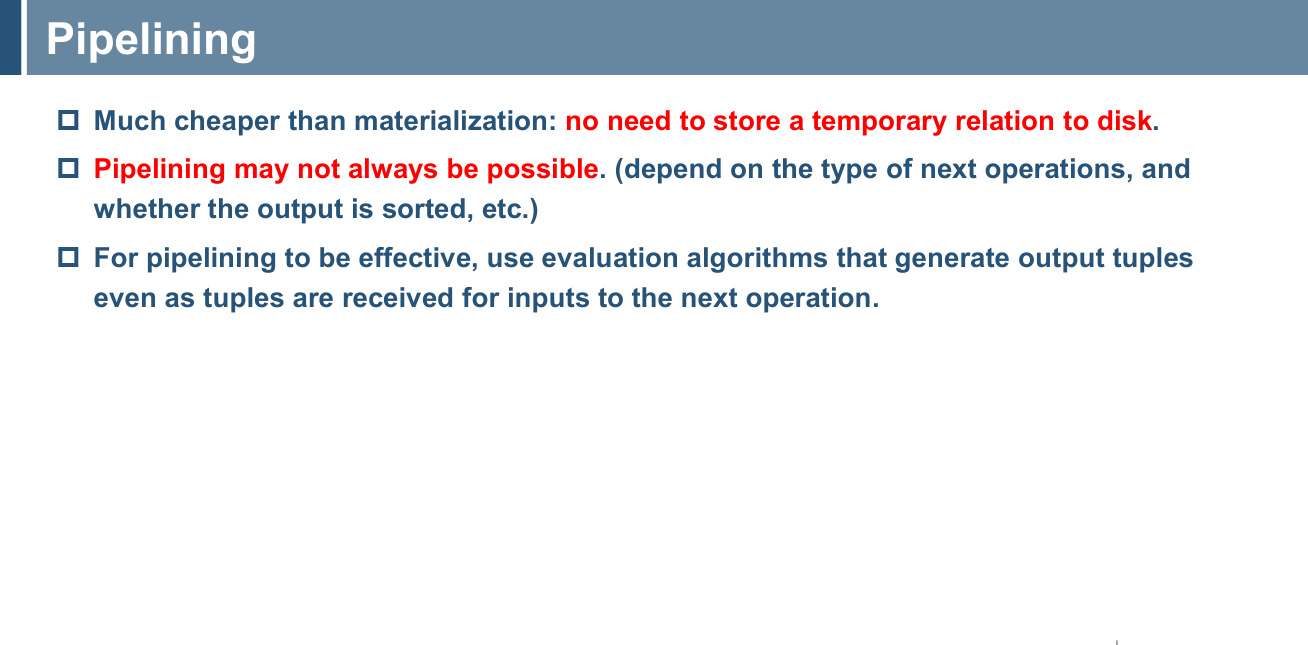 Pipelining
Much cheaper than materialization: no need to store a temporary relation to disk.
Pipelining may not always be possible. (depend on the type of next operations, and
whether the output is sorted, etc.)
For pipelining to be effective, use evaluation algorithms that generate output tuples
even as tuples are received for inputs to the next operation.